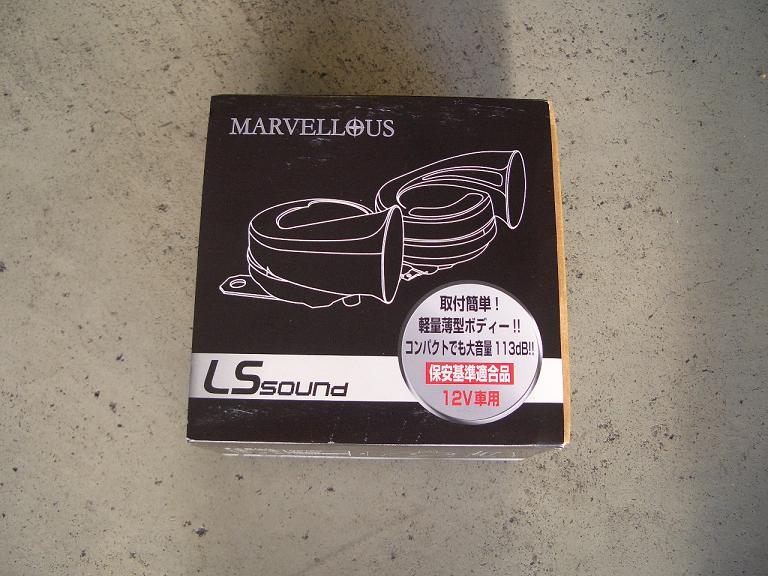 MARVELLOUS
取付簡単！
軽量薄型ボディー!!
コンパクトでも大音量113dB!!
保安基準適合品
12V車用
LSsound